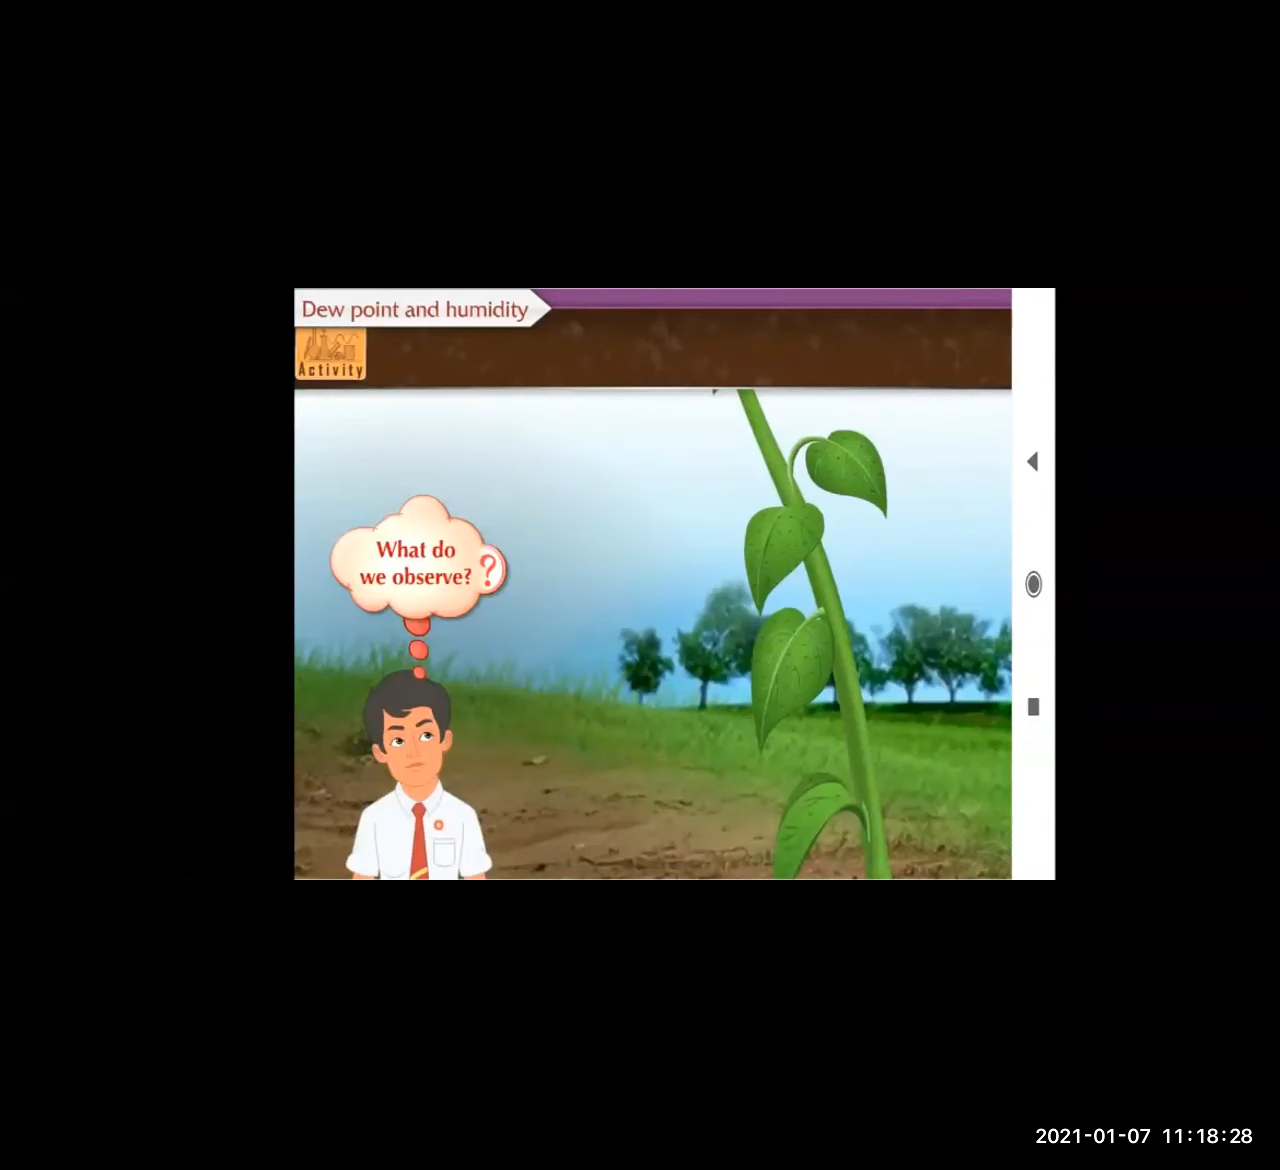 Dew point and humidity
Activity
What do
we observe?
?
2021-01-07 11:18:28